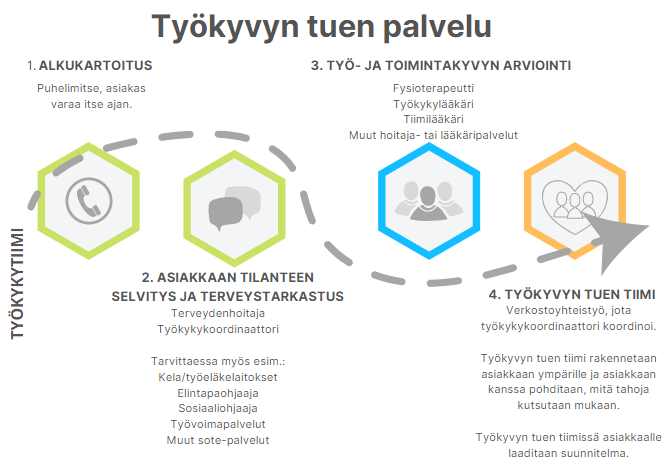 Työkyvyn tuen palvelu
1. ALKUKARTOITUS
Puhelimitse, asiakas
varaa itse ajan.
3. TYÖ- JA TOIMINTAKYVYN ARVIOINTI
Fysioterapeutti
Työkykylääkäri
Tiimilääkäri
Muut hoitaja- tai lääkäripalvelut
TYÖKYKYTIIMI
2. ASIAKKAAN TILANTEEN
SELVITYS JA TERVEYSTARKASTUS
Terveydenhoitaja
Työkykykoordinaattori
Tarvittaessa myös esim.:
Kela/työeläkelaitokset
Elintapaohjaaja
Sosiaaliohjaaja
Työvoimapalvelut
Muut sote-palvelut
4. TYÖKYVYN TUEN TIIMI
Verkostoyhteistyö, jota
työkykykoordinaattori koordinoi.
Työkyvyn tuen tiimi rakennetaan
asiakkaan ympärille ja asiakkaan
kanssa pohditaan, mitä tahoja
kutsutaan mukaan.
Työkyvyn tuen tiimissä asiakkaalle
laaditaan suunnitelma.